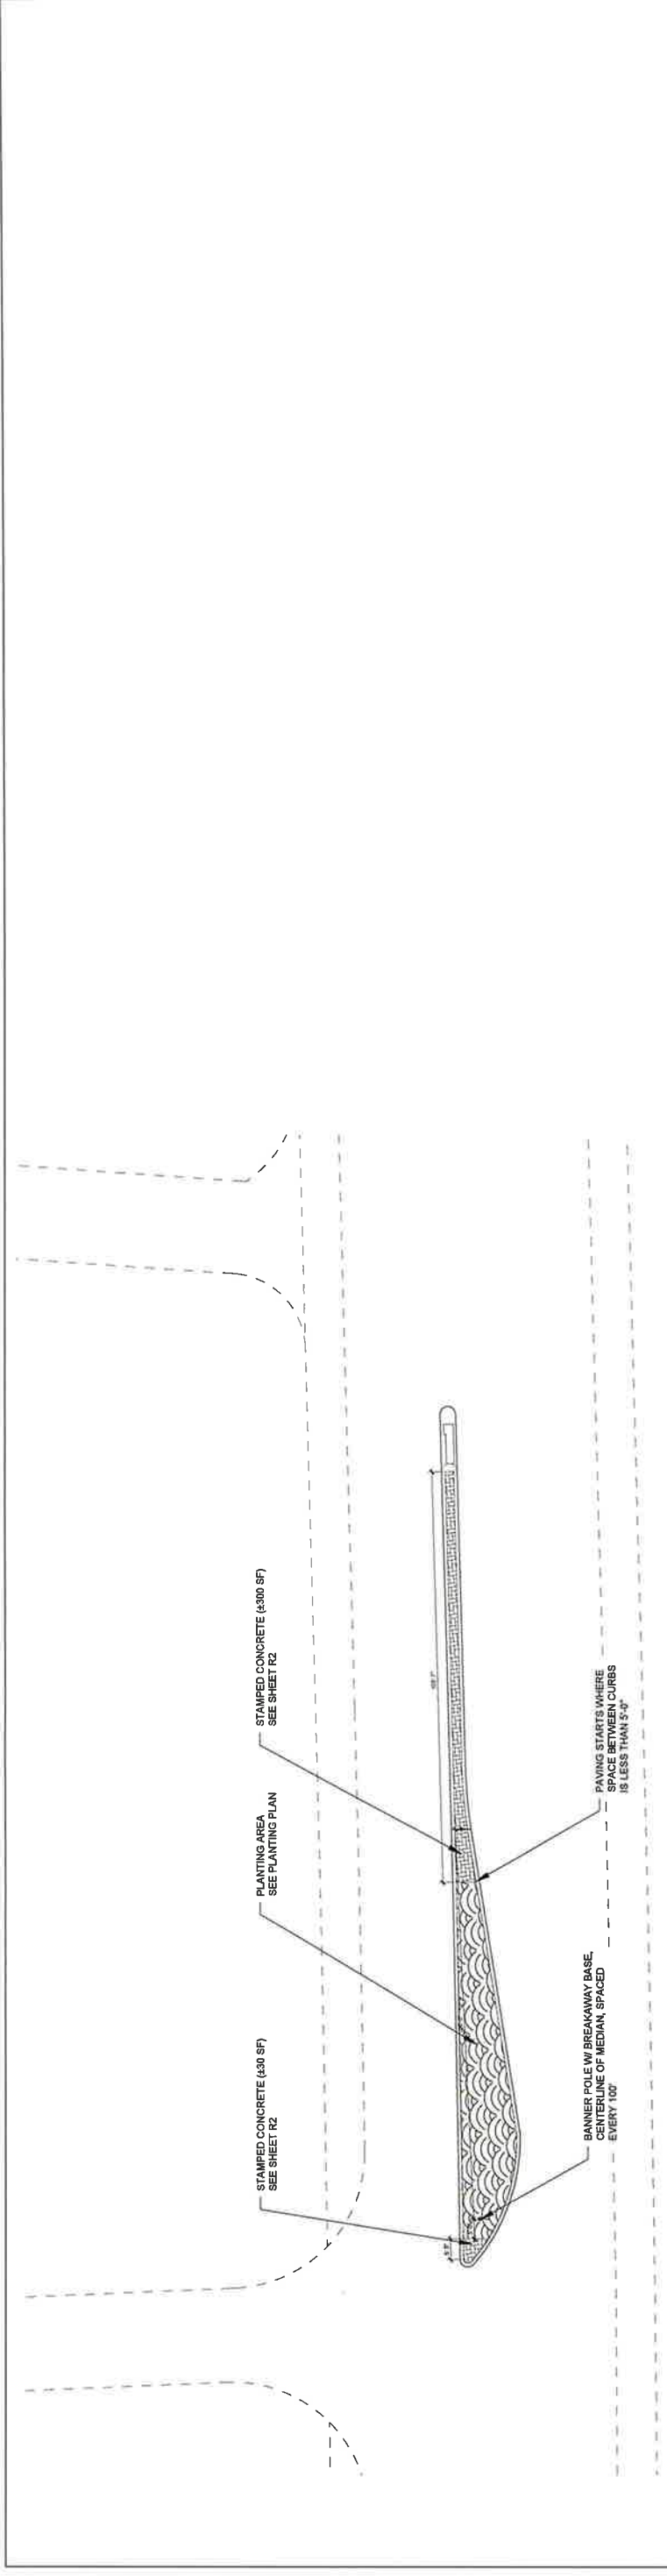 STAMPED CONCRETE (±30 SF)
SEE SHEET R2
PLANTING AREA
SEE PLANTING PLAN
STAMPED CONCRETE (±300 SF)
SEE SHEET R2
BANNER POLE W/ BREAKAWAY BASE,
CENTERLINE OF MEDIAN, SPACED
EVERY 100'
PAVING STARTS WHERE
SPACE BETWEEN CURBS
IS LESS THAN 5'-0"